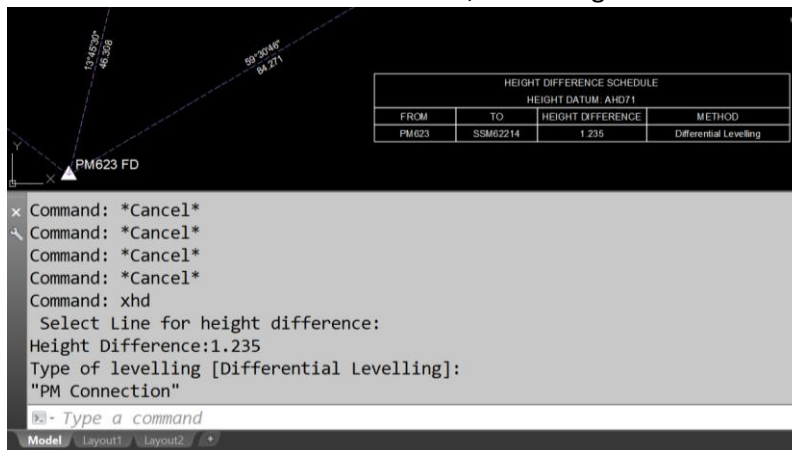 13°45'30"
46.308
59°30'46"
84.271
HEIGHT DIFFERENCE SCHEDULE
HEIGHT DATUM: AHD71
FROM TO HEIGHT DIFFERENCE METHOD
PM623 SSM62214 1.235 Differential Levelling
Y
X
PM623 FD
Command: *Cancel*
Command: *Cancel*
Command: *Cancel*
Command: *Cancel*
Command: xhd
Select Line for height difference:
Height Difference:1.235
Type of levelling [Differential Levelling]:
"PM Connection"
Type a command
Model Layout1 Layout2 +